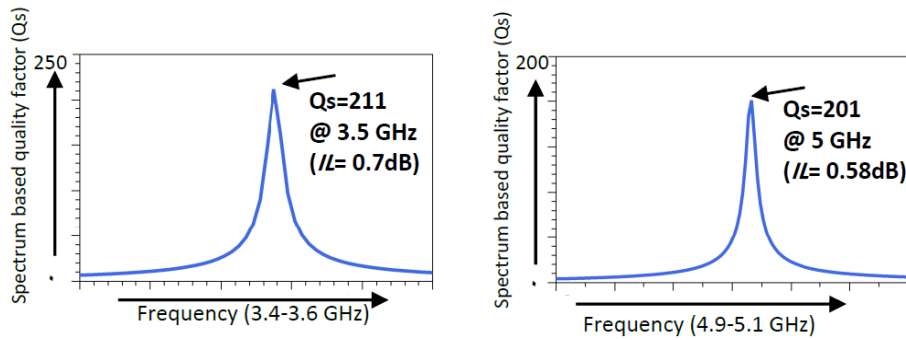 Spectrum based quality factor (Qs)
250
Qs=211
@ 3.5 GHz
(IL= 0.7dB)
Frequency (3.4-3.6 GHz)
Spectrum based quality factor (Qs)
200
Qs=201
@ 5 GHz
(IL= 0.58dB)
Frequency (4.9-5.1 GHz)